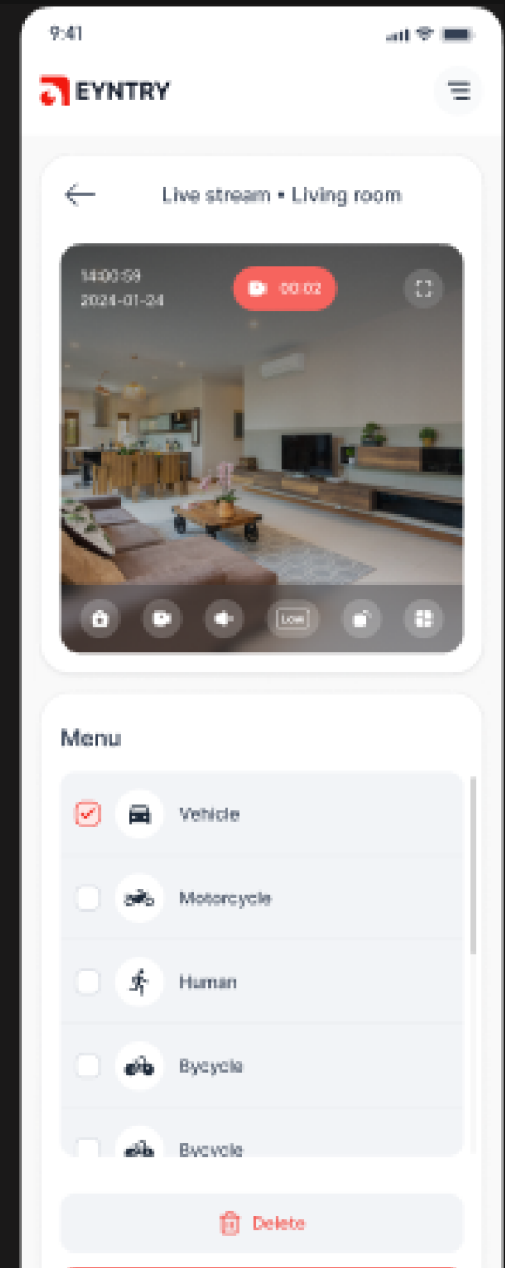 9:41
EYNTRY
Live stream • Living room
14:00:59
00:02
2024-01-24
Low
Menu
Vehicle
Motorcycle
Human
Bycycle
Bycycle
Delete